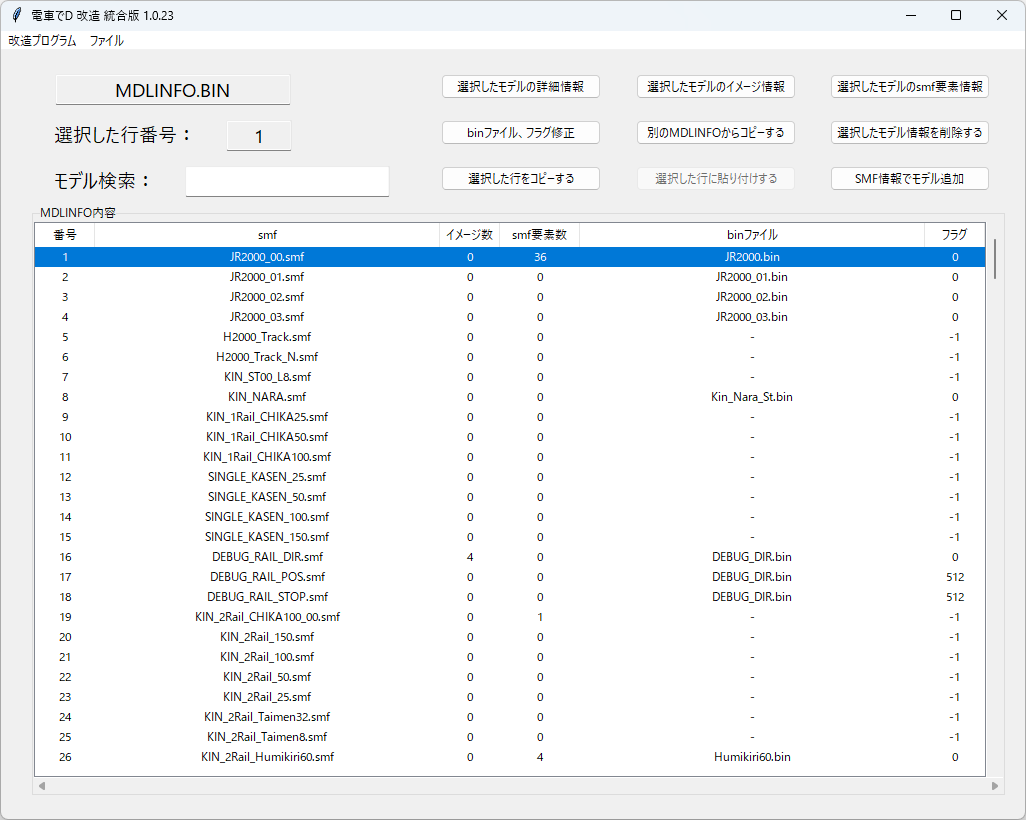 電車でD 改造 統合版 1.0.23
改造プログラム ファイル
MDLINFO.BIN
選択したモデルの詳細情報 選択したモデルのイメージ情報 選択したモデルのsmf要素情報
選択した行番号： 1
binファイル、フラグ修正 別のMDLINFOからコピーする 選択したモデル情報を削除する
モデル検索：
選択した行をコピーする 選択した行に貼り付けする SMF情報でモデル追加
MDLINFO内容
番号 smf イメージ数 smf要素数 binファイル フラグ
1 JR2000_00.smf 0 36 JR2000.bin 0
2 JR2000_01.smf 0 0 JR2000_01.bin 0
3 JR2000_02.smf 0 0 JR2000_02.bin 0
4 JR2000_03.smf 0 0 JR2000_03.bin 0
5 H2000_Track.smf 0 0 - -1
6 H2000_Track_N.smf 0 0 - -1
7 KIN_ST00_L8.smf 0 0 - -1
8 KIN_NARA.smf 0 0 Kin_Nara_St.bin 0
9 KIN_1Rail_CHIKA25.smf 0 0 - -1
10 KIN_1Rail_CHIKA50.smf 0 0 - -1
11 KIN_1Rail_CHIKA100.smf 0 0 - -1
12 SINGLE_KASEN_25.smf 0 0 - -1
13 SINGLE_KASEN_50.smf 0 0 - -1
14 SINGLE_KASEN_100.smf 0 0 - -1
15 SINGLE_KASEN_150.smf 0 0 - -1
16 DEBUG_RAIL_DIR.smf 4 0 DEBUG_DIR.bin 0
17 DEBUG_RAIL_POS.smf 0 0 DEBUG_DIR.bin 512
18 DEBUG_RAIL_STOP.smf 0 0 DEBUG_DIR.bin 512
19 KIN_2Rail_CHIKA100_00.smf 0 1 - -1
20 KIN_2Rail_150.smf 0 0 - -1
21 KIN_2Rail_100.smf 0 0 - -1
22 KIN_2Rail_50.smf 0 0 - -1
23 KIN_2Rail_25.smf 0 0 - -1
24 KIN_2Rail_Taimen32.smf 0 0 - -1
25 KIN_2Rail_Taimen8.smf 0 0 - -1
26 KIN_2Rail_Humikiri60.smf 0 4 Humikiri60.bin 0